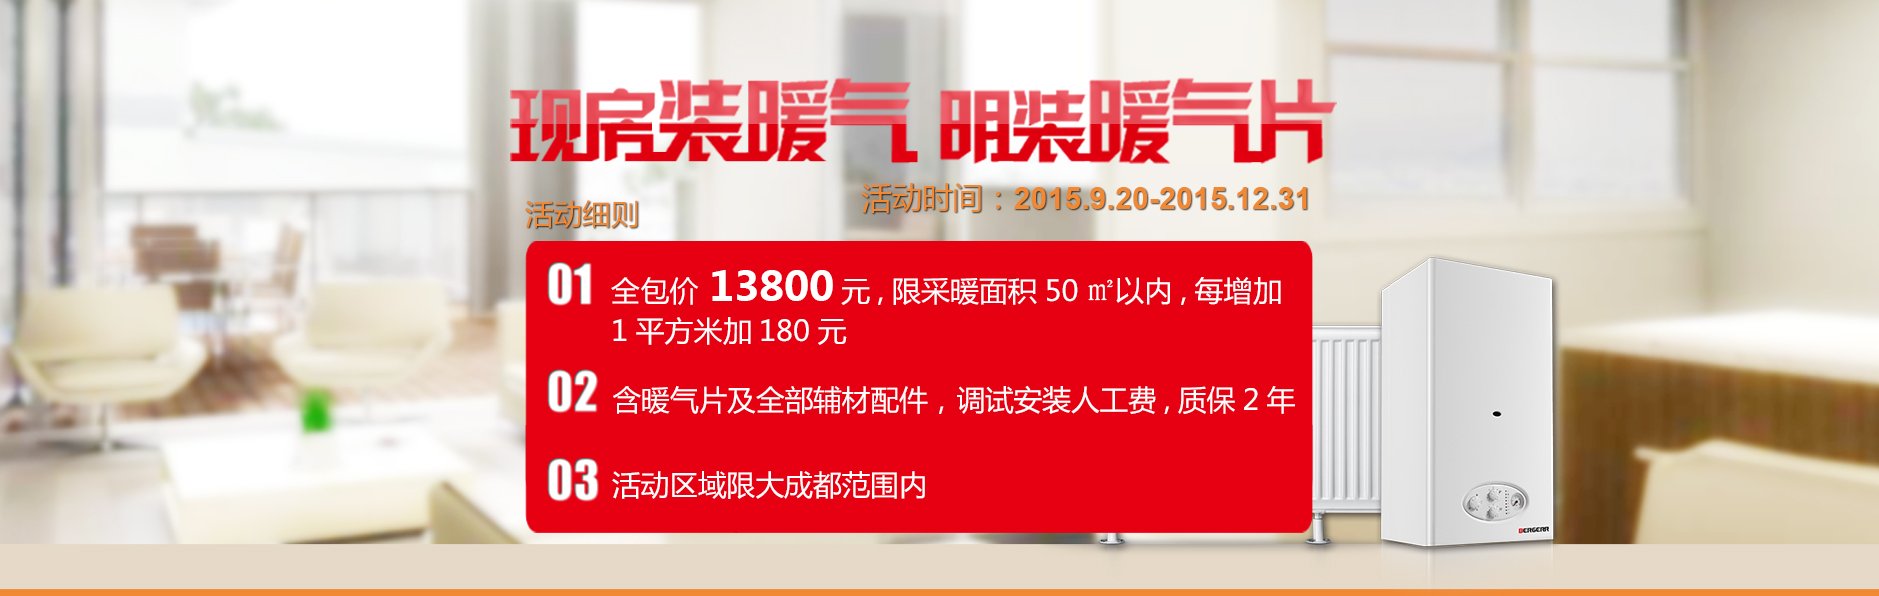 现房装暖气 明装暖气片
活动时间：2015.9.20-2015.12.31
活动细则
01 全包价 13800 元 , 限采暖面积 50 ㎡以内 , 每增加
1 平方米加 180 元
02 含暖气片及全部辅材配件，调试安装人工费 , 质保 2 年
03 活动区域限大成都范围内
BERGERR